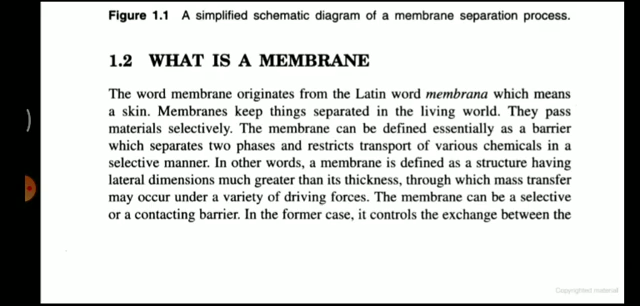 Figure 1.1 A simplified schematic diagram of a membrane separation process.
1.2 WHAT IS A MEMBRANE
The word membrane originates from the Latin word membrana which means
a skin. Membranes keep things separated in the living world. They pass
materials selectively. The membrane can be defined essentially as a barrier
which separates two phases and restricts transport of various chemicals in a
selective manner. In other words, a membrane is defined as a structure having
lateral dimensions much greater than its thickness, through which mass transfer
may occur under a variety of driving forces. The membrane can be a selective
or a contacting barrier. In the former case, it controls the exchange between the
Copyrighted material